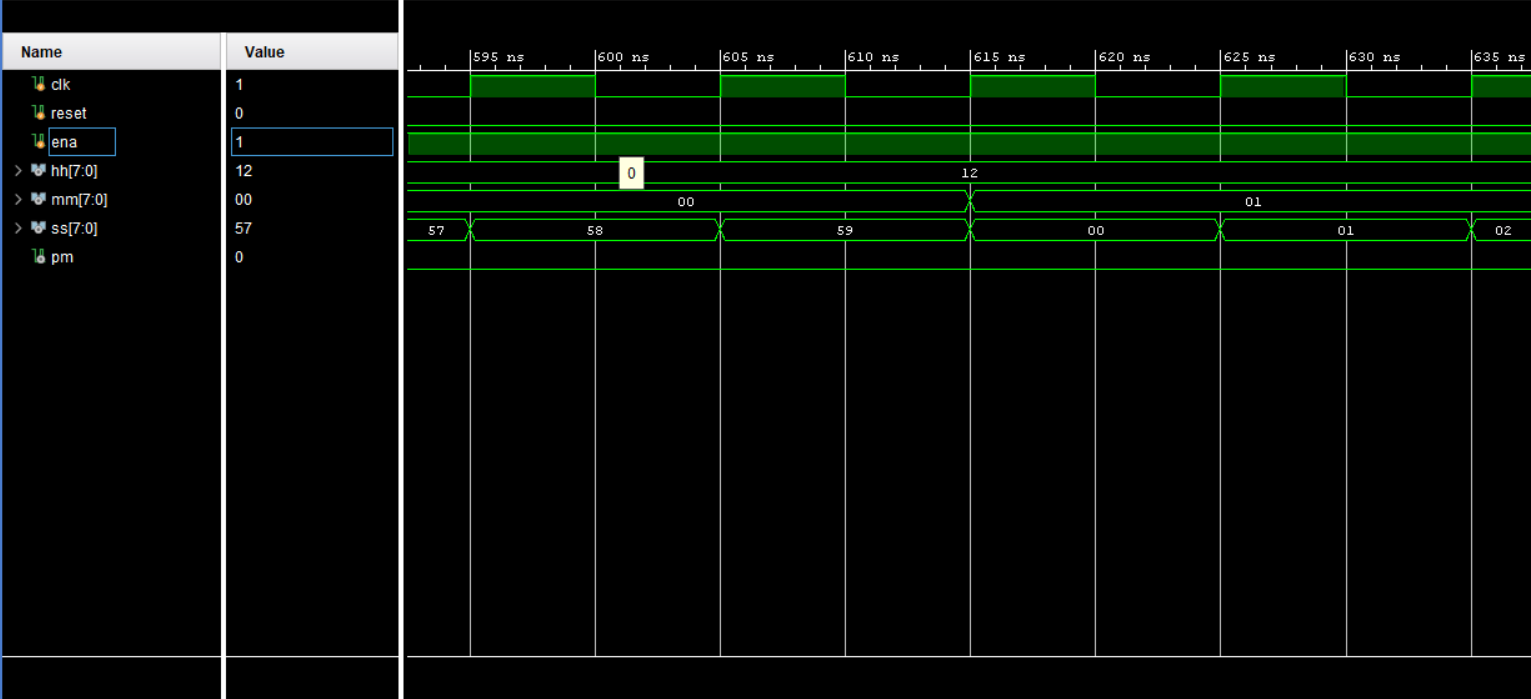 Name Value
595 ns 600 ns 605 ns 610 ns 615 ns 620 ns 625 ns 630 ns 635 ns
clk 1
reset 0
ena 1
hh[7:0] 12 0 12
mm[7:0] 00 00 01
ss[7:0] 57 57 58 59 00 01 02
pm 0